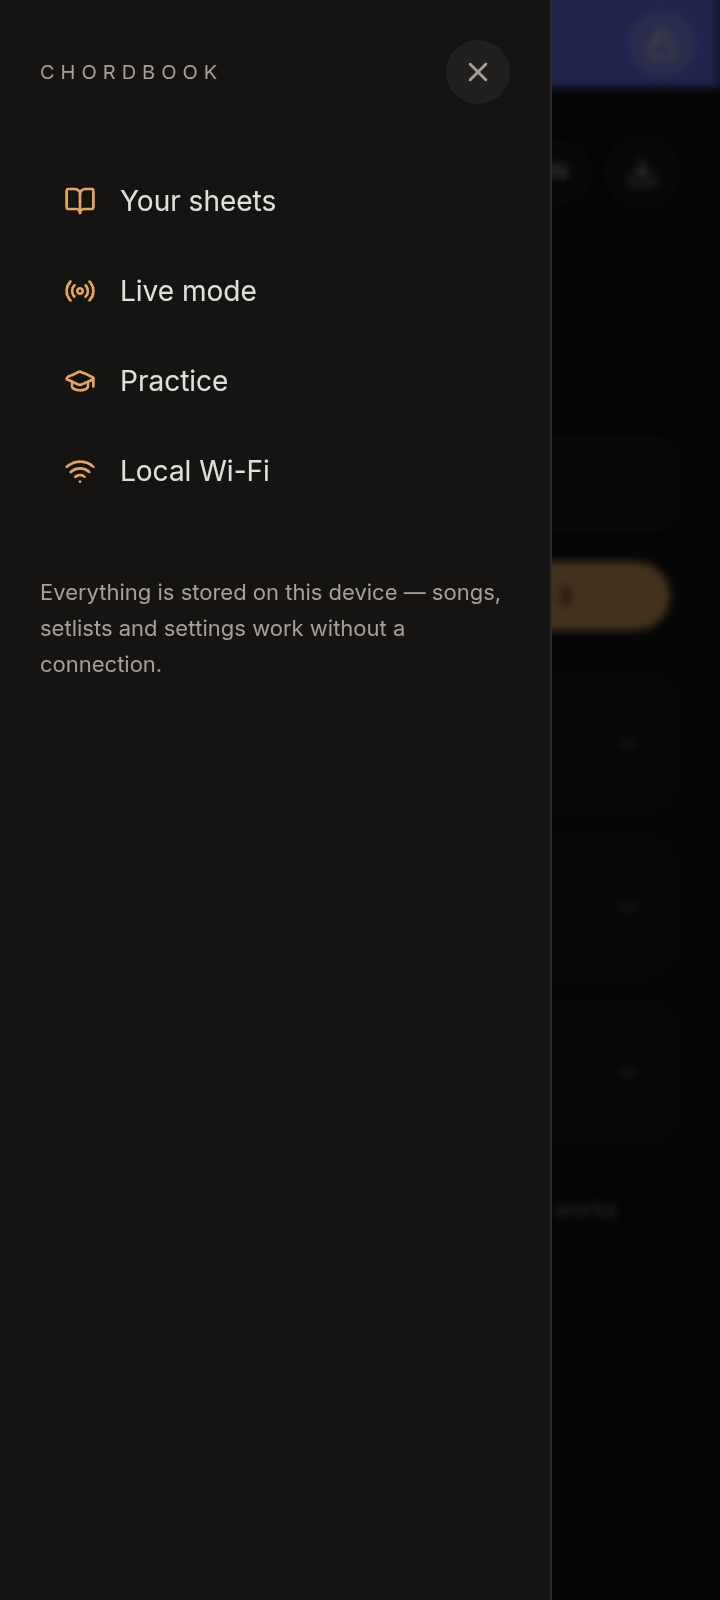 CHORDBOOK
Your sheets
Live mode
Practice
Local Wi-Fi
Everything is stored on this device — songs,
setlists and settings work without a
connection.
works